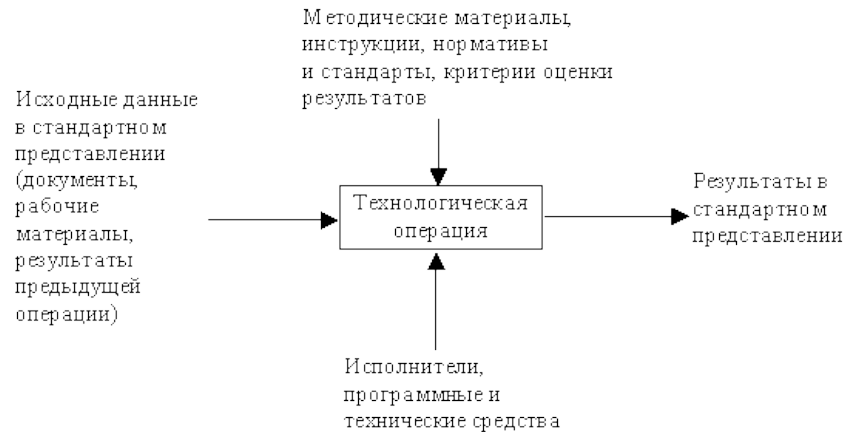 Методические материалы,
инструкции, нормативы
и стандарты, критерии оценки
результатов
Исходные данные
в стандартном
представлении
(документы,
рабочие
материалы,
результаты
предыдущей
операции)
Технологическая
операция
Результаты в
стандартном
представлении
Исполнители,
программные и
технические средства